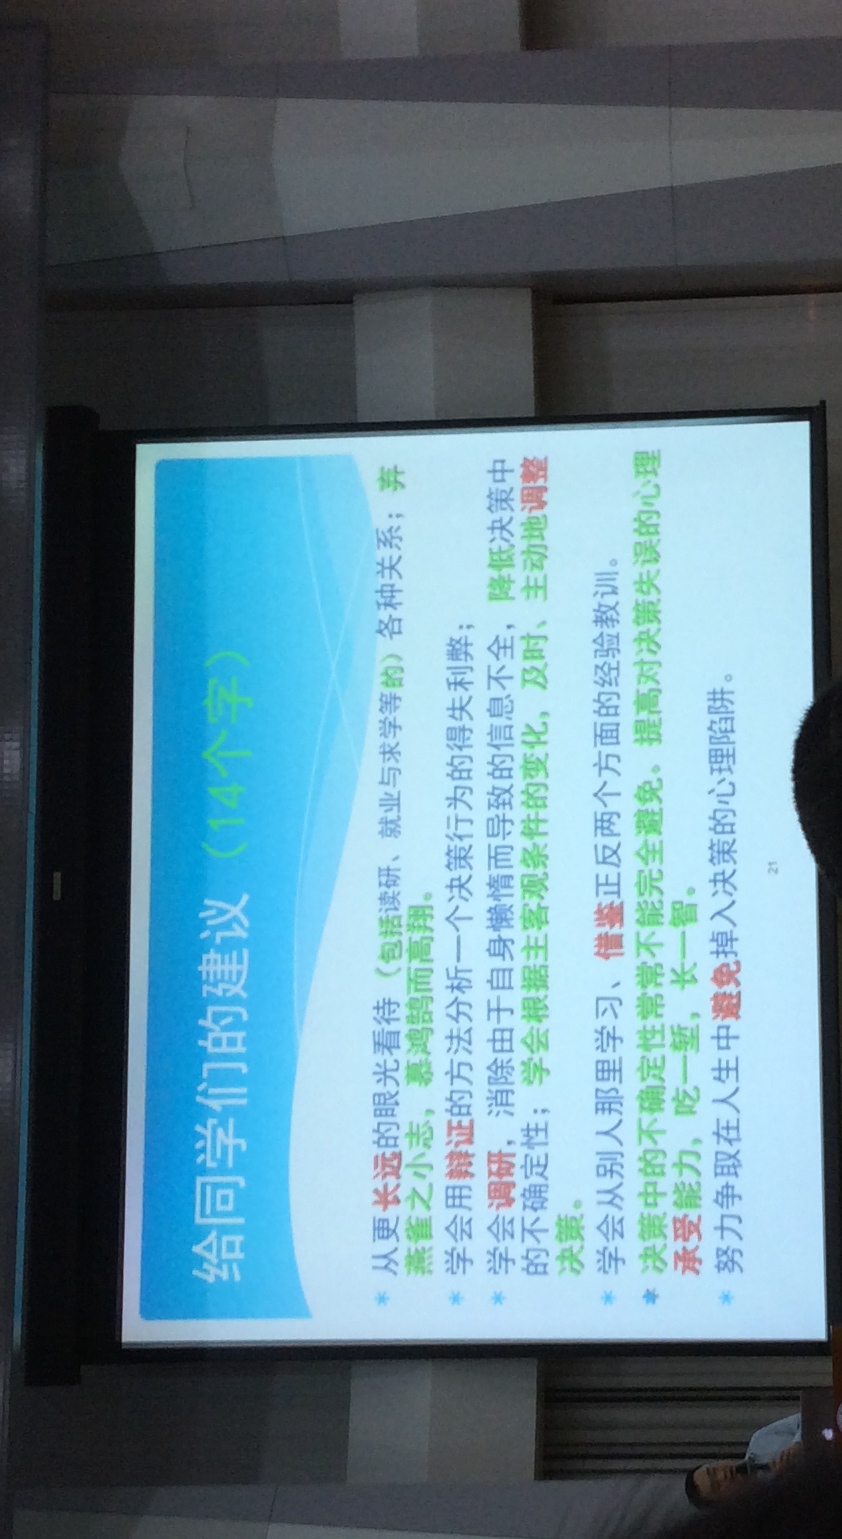 给同学们的建议（14个字）
* 从更长远的眼光看待（包括读研、就业与求学等的）各种关系；弃
燕雀之小志，慕鸿鹄而高翔。
* 学会用辩证的方法分析一个决策行为的得失利弊；
* 学会调研，消除由于自身懒惰而导致的信息不全，降低决策中
的不确定性；学会根据主客观条件的变化，及时、主动地调整
决策。
* 学会从别人那里学习、借鉴正反两个方面的经验教训。
* 决策中的不确定性常常不能完全避免。提高对决策失误的心理
承受能力，吃一堑，长一智。
* 努力争取在人生中避免掉入决策的心理陷阱。
21